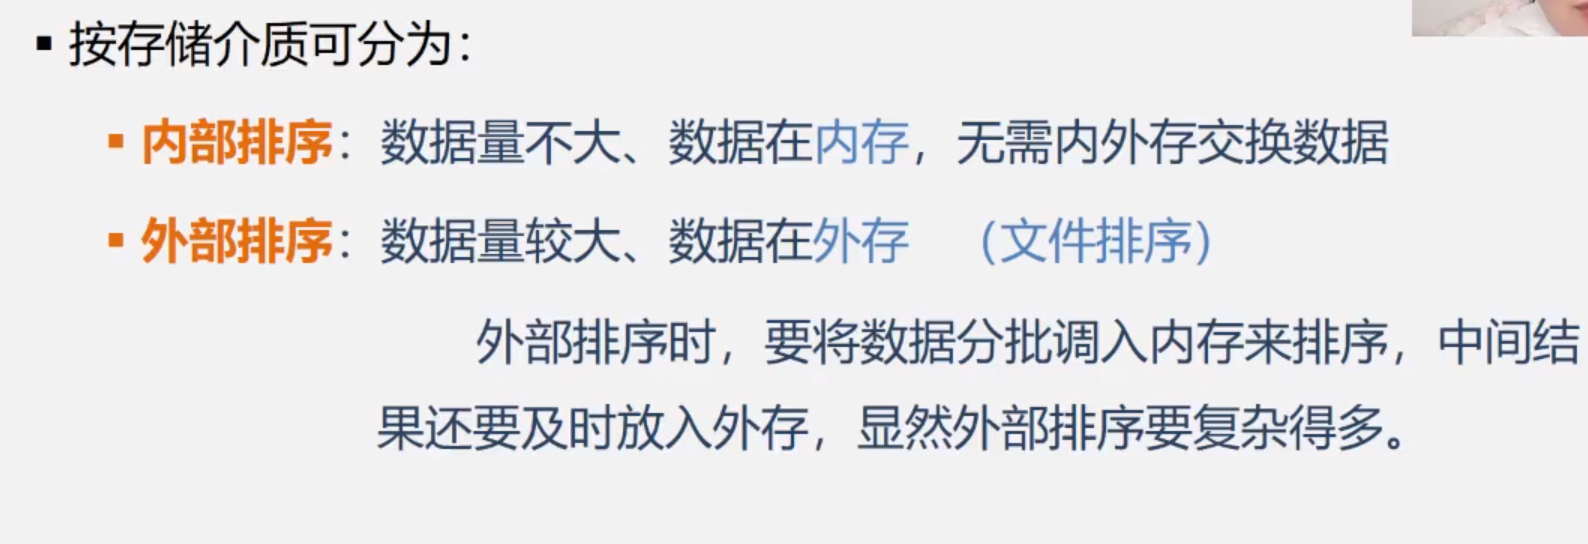 ▪ 按存储介质可分为：
▪ 内部排序：数据量不大、数据在内存，无需内外存交换数据
▪ 外部排序：数据量较大、数据在外存 （文件排序）
外部排序时，要将数据分批调入内存来排序，中间结
果还要及时放入外存，显然外部排序要复杂得多。